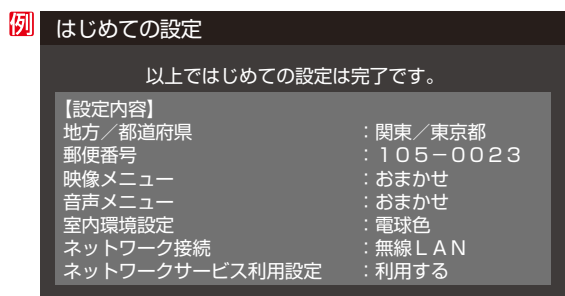 例
はじめての設定
以上ではじめての設定は完了です。
【設定内容】
地方／都道府県 ：関東／東京都
郵便番号 ：１０５−００２３
映像メニュー ：おまかせ
音声メニュー ：おまかせ
室内環境設定 ：電球色
ネットワーク接続 ：無線ＬＡＮ
ネットワークサービス利用設定 ：利用する